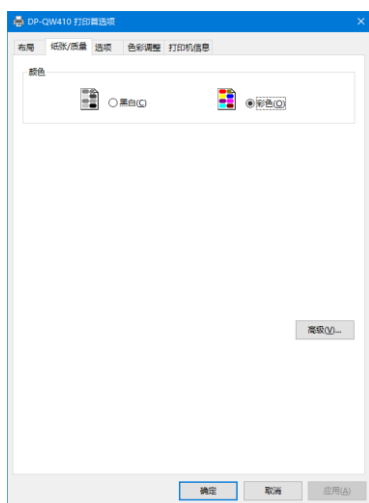 DP-QW410 打印首选项
布局 纸张/质量 选项 色彩调整 打印机信息
颜色
黑白(C) 彩色(O)
高级(V)...
确定 取消 应用(A)